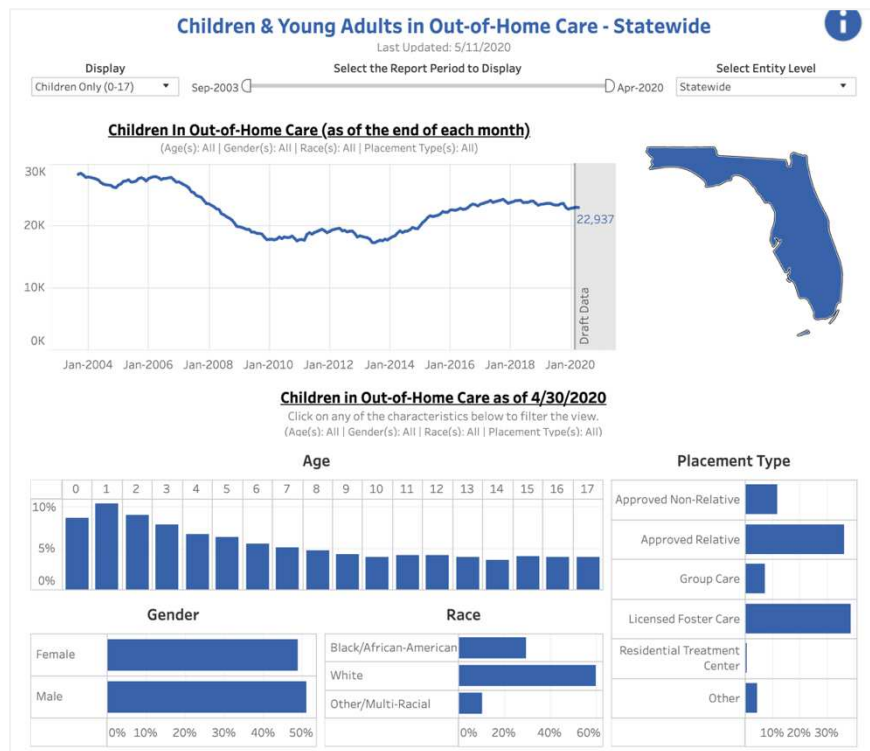 Children & Young Adults in Out-of-Home Care - Statewide
i
Last Updated: 5/11/2020
Display
Select the Report Period to Display
Select Entity Level
Children Only (0-17)
Sep-2003
Apr-2020
Statewide
Children In Out-of-Home Care (as of the end of each month)
(Age(s): All | Gender(s): All | Race(s): All | Placement Type(s): All)
30K
20K
10K
0K
22,937
Draft Data
Jan-2004 Jan-2006 Jan-2008 Jan-2010 Jan-2012 Jan-2014 Jan-2016 Jan-2018 Jan-2020
Children in Out-of-Home Care as of 4/30/2020
Click on any of the characteristics below to filter the view.
(Age(s): All | Gender(s): All | Race(s): All | Placement Type(s): All)
Age
0 1 2 3 4 5 6 7 8 9 10 11 12 13 14 15 16 17
10%
5%
0%
Placement Type
Approved Non-Relative
Approved Relative
Group Care
Licensed Foster Care
Residential Treatment
Center
Other
10% 20% 30%
Gender
Female
Male
0% 10% 20% 30% 40% 50%
Race
Black/African-American
White
Other/Multi-Racial
0% 20% 40% 60%